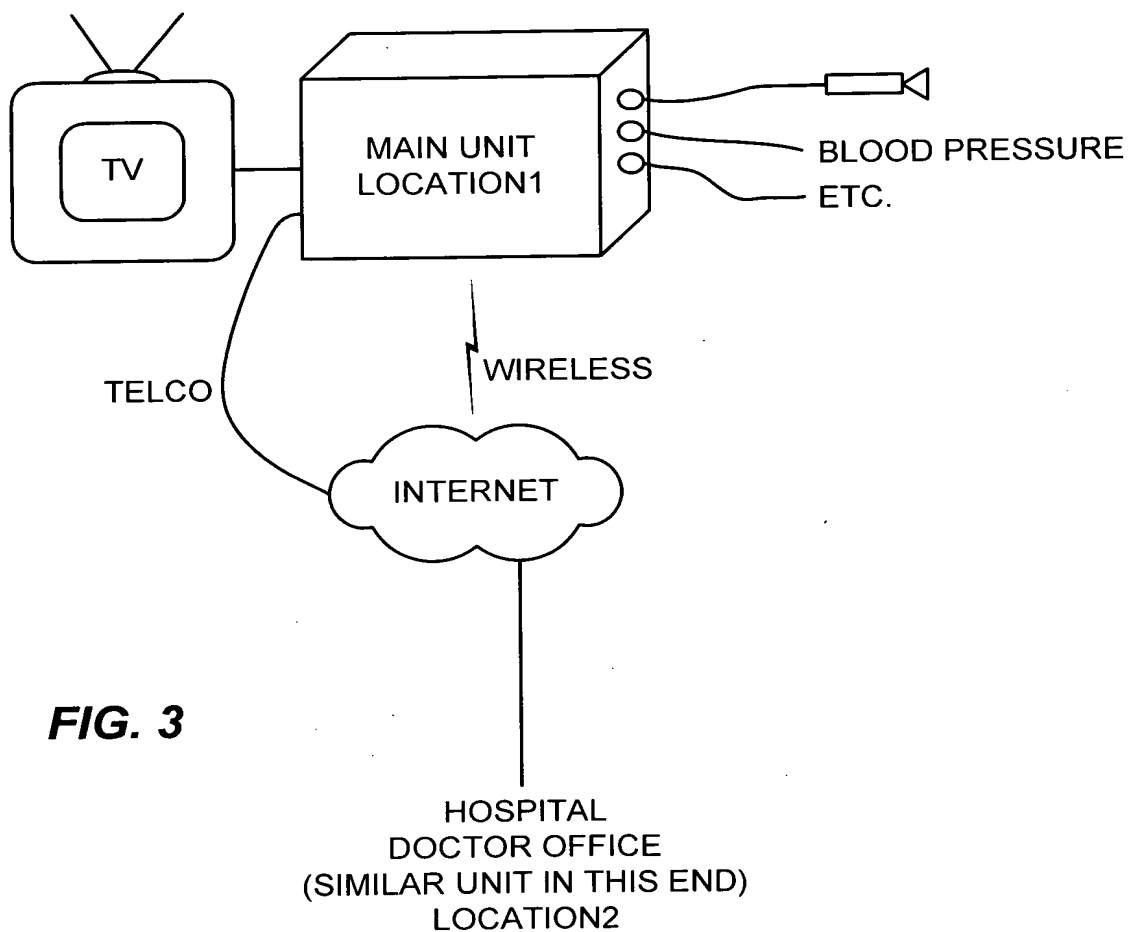 TV
MAIN UNIT
LOCATION1
BLOOD PRESSURE
ETC.
WIRELESS
TELCO
INTERNET
FIG. 3
HOSPITAL
DOCTOR OFFICE
(SIMILAR UNIT IN THIS END)
LOCATION2